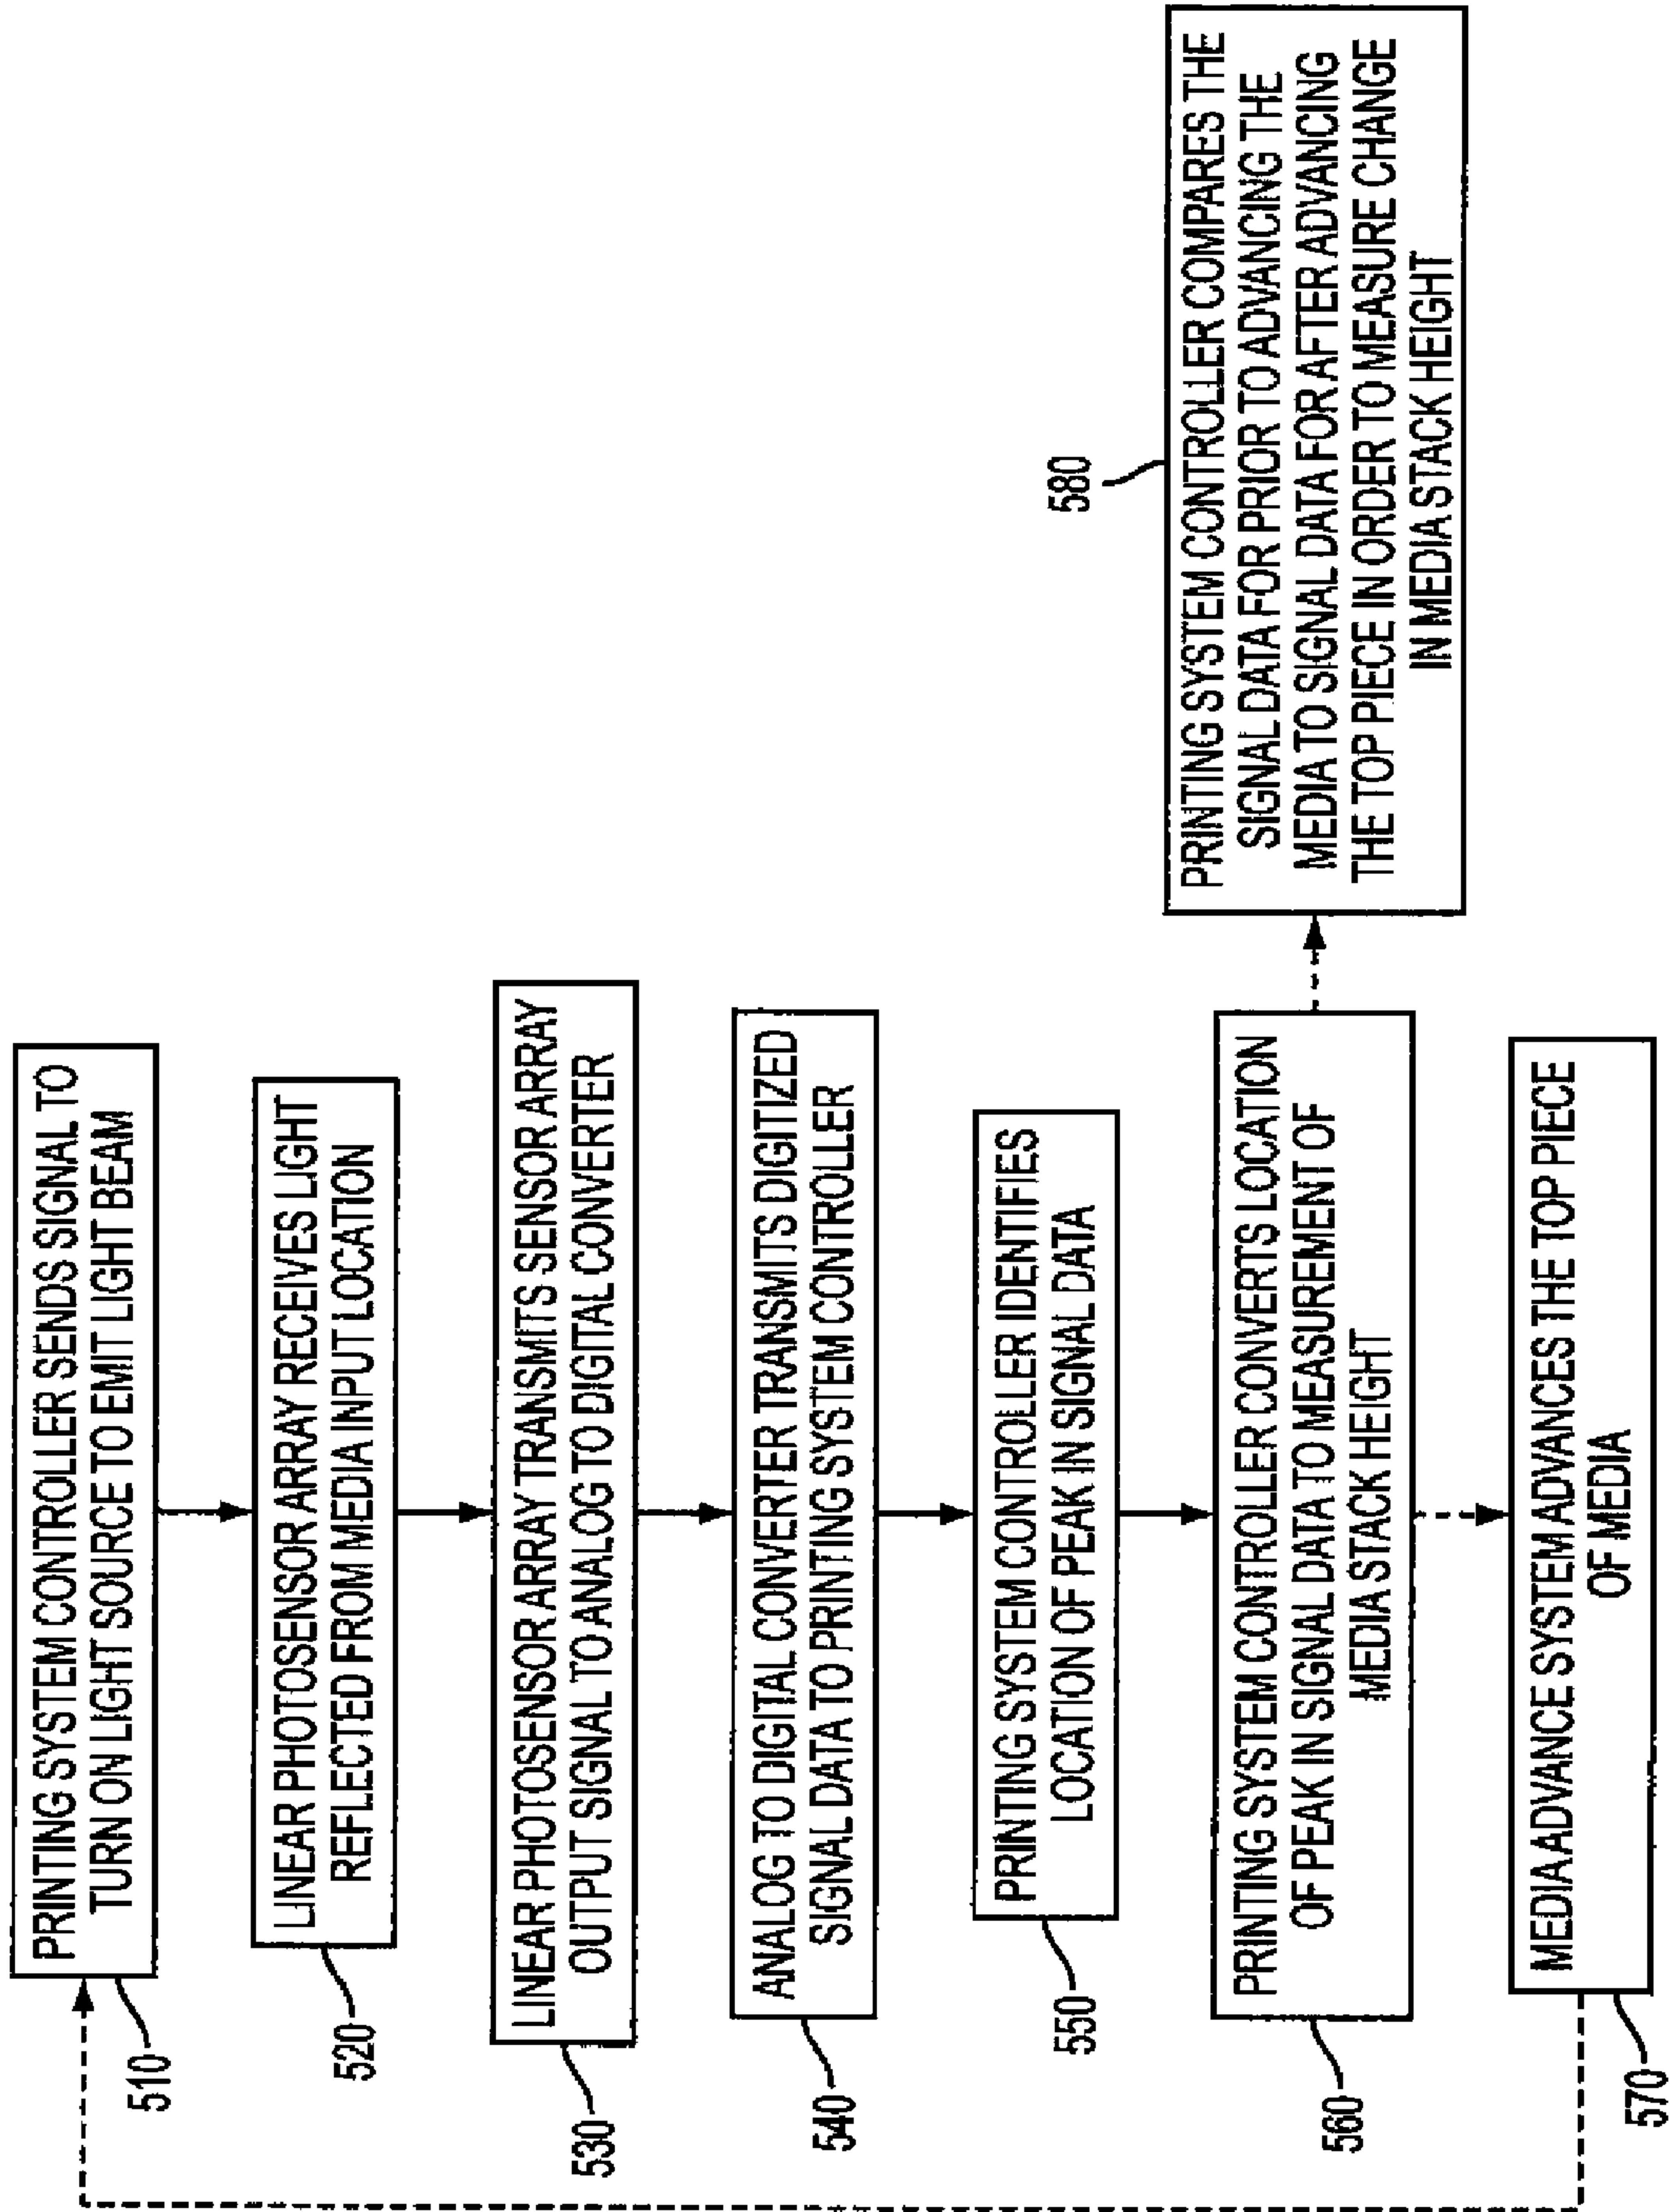 PRINTING SYSTEM CONTROLLER SENDS SIGNAL TO
TURN ON LIGHT SOURCE TO EMIT LIGHT BEAM
510
LINEAR PHOTOSENSOR ARRAY RECEIVES LIGHT
REFLECTED FROM MEDIA INPUT LOCATION
520
LINEAR PHOTOSENSOR ARRAY TRANSMITS SENSOR ARRAY
OUTPUT SIGNAL TO ANALOG TO DIGITAL CONVERTER
530
ANALOG TO DIGITAL CONVERTER TRANSMITS DIGITIZED
SIGNAL DATA TO PRINTING SYSTEM CONTROLLER
540
PRINTING SYSTEM CONTROLLER IDENTIFIES
LOCATION OF PEAK IN SIGNAL DATA
550
PRINTING SYSTEM CONTROLLER CONVERTS LOCATION
OF PEAK IN SIGNAL DATA TO MEASUREMENT OF
MEDIA STACK HEIGHT
560
MEDIA ADVANCE SYSTEM ADVANCES THE TOP PIECE
OF MEDIA
570
580
PRINTING SYSTEM CONTROLLER COMPARES THE
SIGNAL DATA FOR PRIOR TO ADVANCING THE
MEDIA TO SIGNAL DATA FOR AFTER ADVANCING
THE TOP PIECE IN ORDER TO MEASURE CHANGE
IN MEDIA STACK HEIGHT